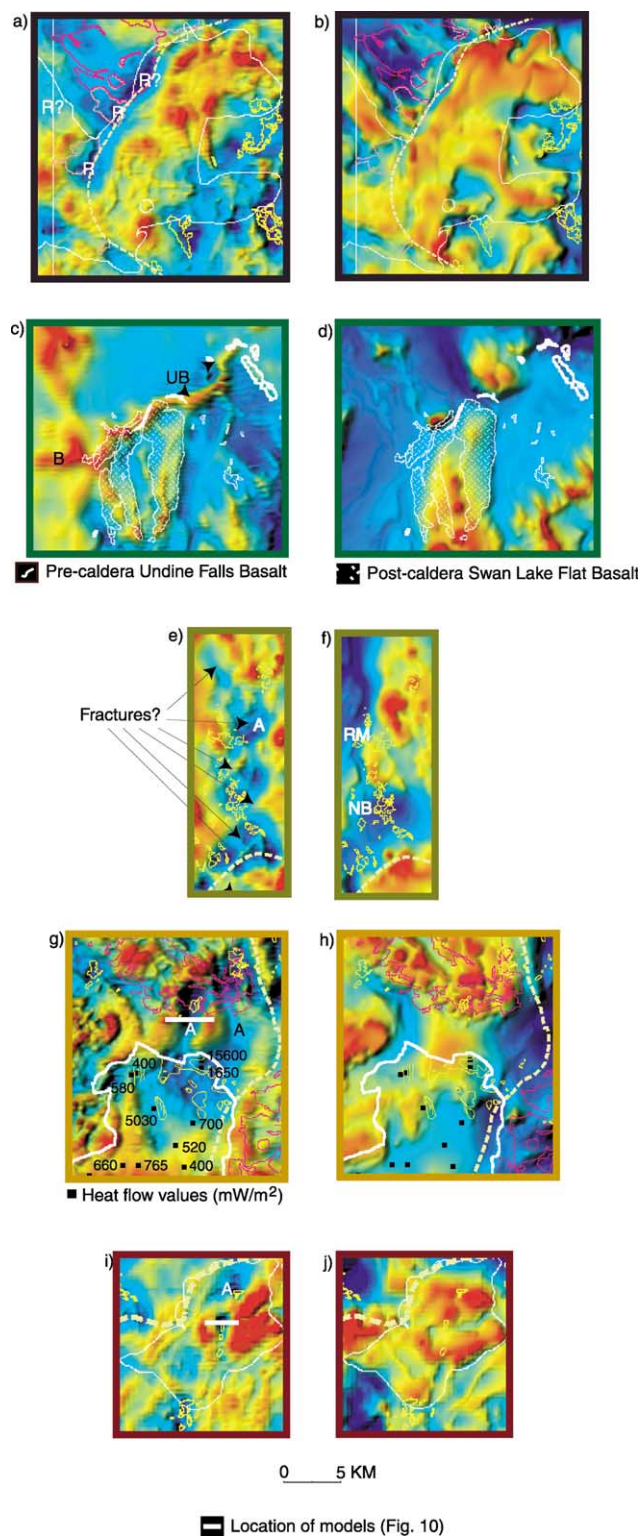 a)
b)
R?
R?
R
R
c)
d)
UB
B
Pre-caldera Undine Falls Basalt
Post-caldera Swan Lake Flat Basalt
e)
f)
Fractures?
A
RM
NB
g)
h)
A
A
400
15600
580
1650
5030
700
520
660
765
400
Heat flow values (mW/m²)
i)
j)
A
0 5 KM
Location of models (Fig. 10)